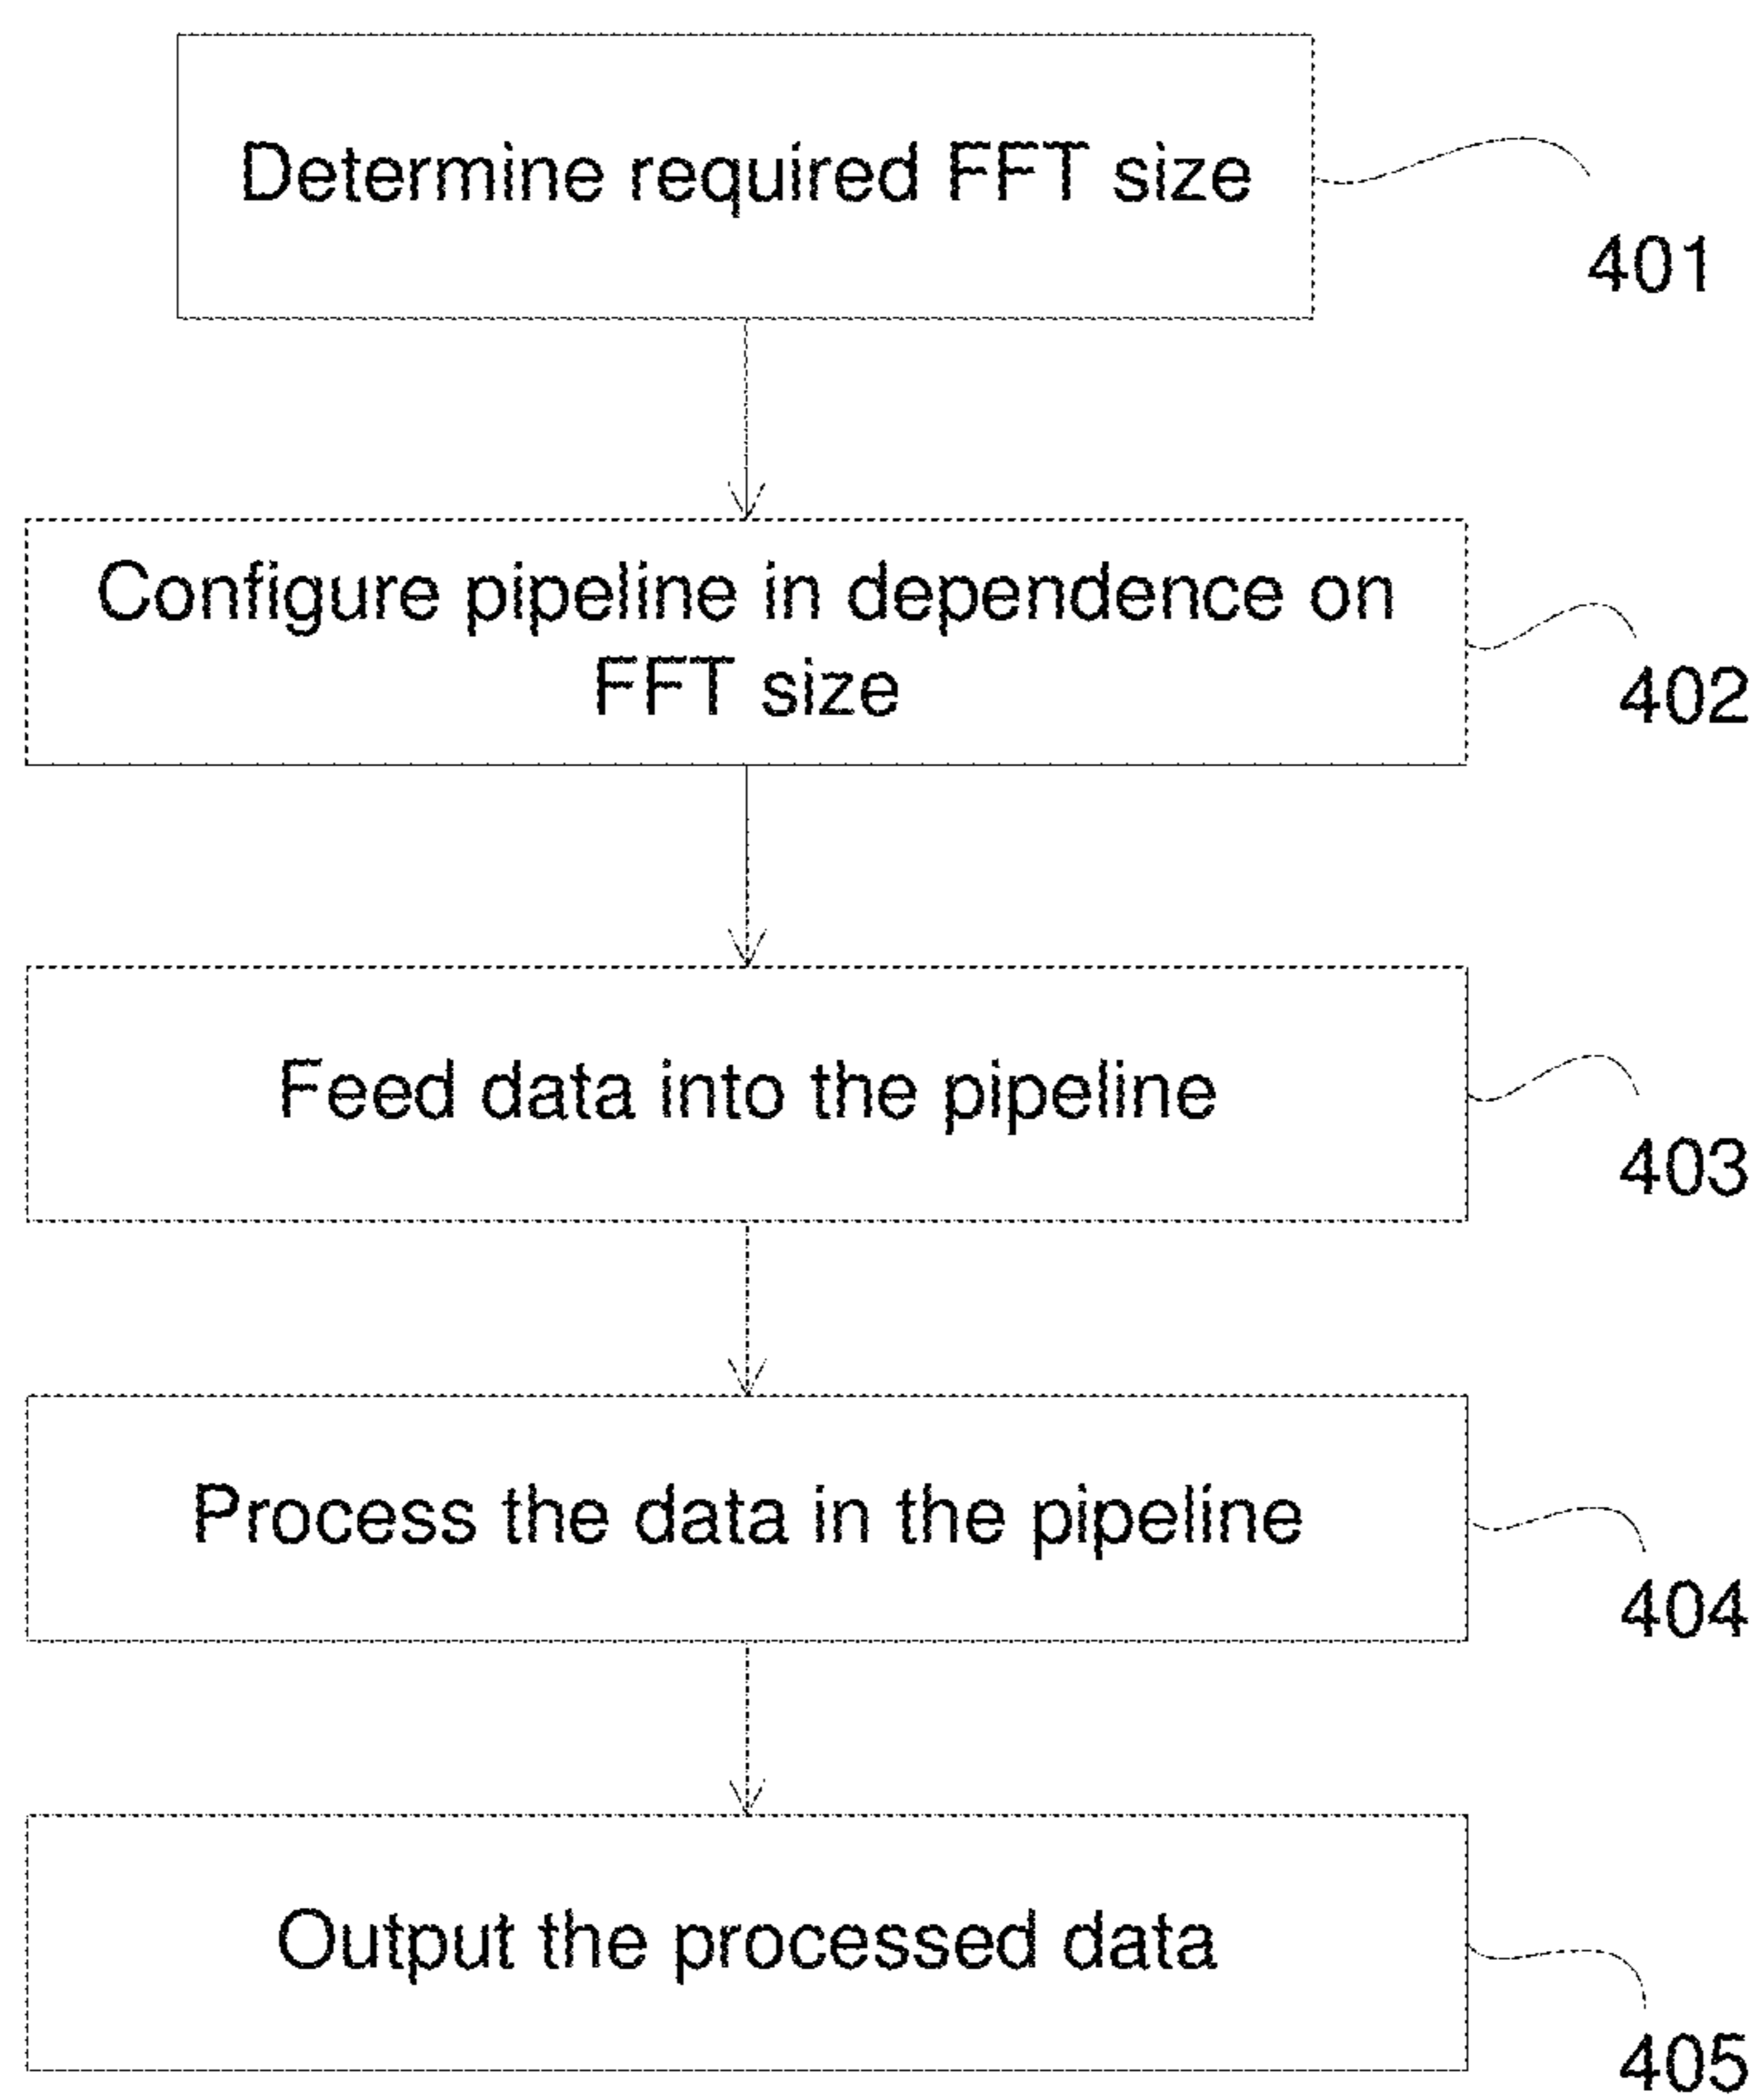 Determine required FFT size
401
Configure pipeline in dependence on
FFT size
402
Feed data into the pipeline
403
Process the data in the pipeline
404
Output the processed data
405